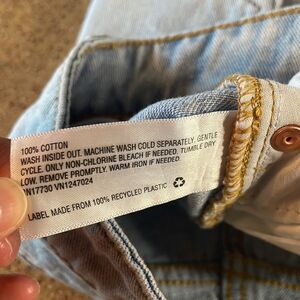 100% COTTON
WASH INSIDE OUT. MACHINE WASH COLD SEPARATELY. GENTLE
CYCLE. ONLY NON-CHLORINE BLEACH IF NEEDED. TUMBLE DRY
LOW. REMOVE PROMPTLY. WARM IRON IF NEEDED.
VN17730 VN1247024
LABEL MADE FROM 100% RECYCLED PLASTIC